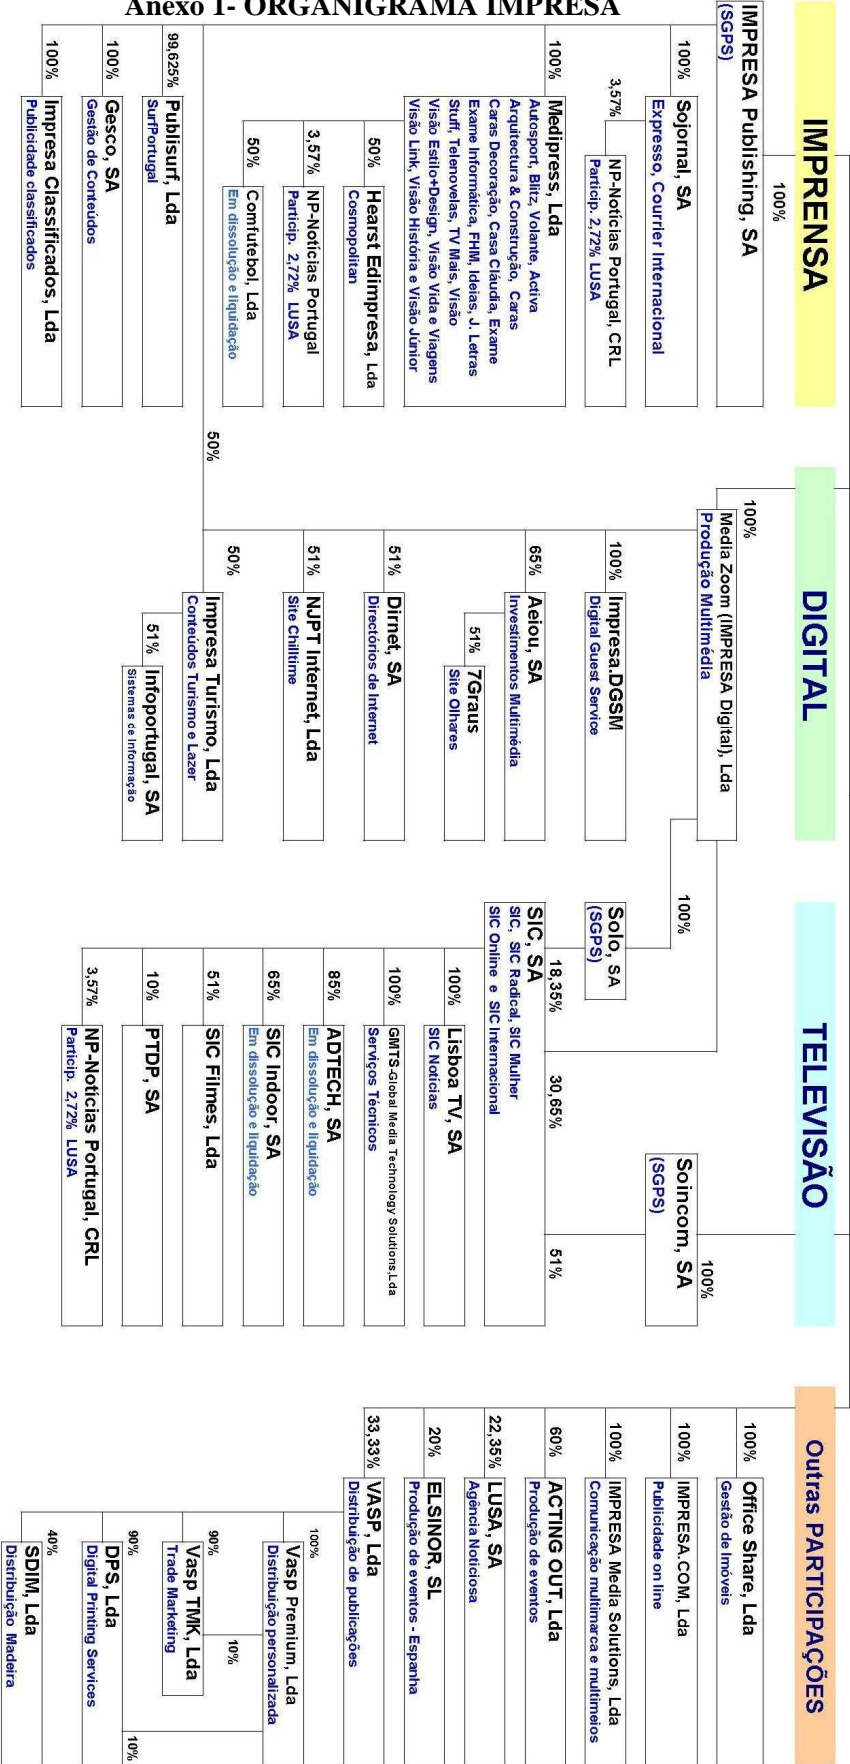 Anexo 1- ORGANIGRAMA IMPRESA
IMPRENSA
100%
IMPRESA Publishing, SA
(SGPS)
100%
Sojornal, SA
Expresso, Courrier Internacional
3,57%
NP-Notícias Portugal, CRL
Particip. 2,72% LUSA
100%
Medipress, Lda
Autosport, Blitz, Volante, Activa
Arquitectura & Construção, Caras
Caras Decoração, Casa Cláudia, Exame
Exame Informática, FHM, Ideias, J. Letras
Stuff, Telenovelas, TV Mais, Visão
Visão Estilo+Design, Visão Vida e Viagens
Visão Link, Visão História e Visão Júnior
50%
Hearst Edimpresa, Lda
Cosmopolitan
3,57%
NP-Notícias Portugal
Particip. 2,72% LUSA
50%
Comfutebol, Lda
Em dissolução e liquidação
99,625%
Publisurf, Lda
SurfPortugal
100%
Gesco, SA
Gestão de Conteúdos
100%
Impresa Classificados, Lda
Publicidade classificados
50%
DIGITAL
100%
Media Zoom (IMPRESA Digital), Lda
Produção Multimédia
100%
Impresa.DGSM
Digital Guest Service
65%
Aeiou, SA
Investimentos Multimédia
51%
7Graus
Site Olhares
51%
Dirnet, SA
Directórios de Internet
51%
NJPT Internet, Lda
Site Chilltime
50%
Impresa Turismo, Lda
Conteúdos Turismo e Lazer
51%
Infoportugal, SA
Sistemas de Informação
TELEVISÃO
100%
Soincom, SA
(SGPS)
100%
Solo, SA
(SGPS)
18,35%
30,65%
51%
SIC, SA
SIC, SIC Radical, SIC Mulher
SIC Online e SIC Internacional
100%
Lisboa TV, SA
SIC Notícias
100%
GMTS-Global Media Technology Solutions,Lda
Serviços Técnicos
85%
ADTECH, SA
Em dissolução e liquidação
65%
SIC Indoor, SA
Em dissolução e liquidação
51%
SIC Filmes, Lda
10%
PTDP, SA
3,57%
NP-Notícias Portugal, CRL
Particip. 2,72% LUSA
Outras PARTICIPAÇÕES
100%
Office Share, Lda
Gestão de Imóveis
100%
IMPRESA.COM, Lda
Publicidade on line
100%
IMPRESA Media Solutions, Lda
Comunicação multimarca e multimeios
60%
ACTING OUT, Lda
Produção de eventos
22,35%
LUSA, SA
Agência Noticiosa
20%
ELSINOR, SL
Produção de eventos - Espanha
33,33%
VASP, Lda
Distribuição de publicações
100%
Vasp Premium, Lda
Distribuição personalizada
10%
90%
Vasp TMK, Lda
Trade Marketing
90%
DPS, Lda
Digital Printing Services
10%
40%
SDIM, Lda
Distribuição Madeira